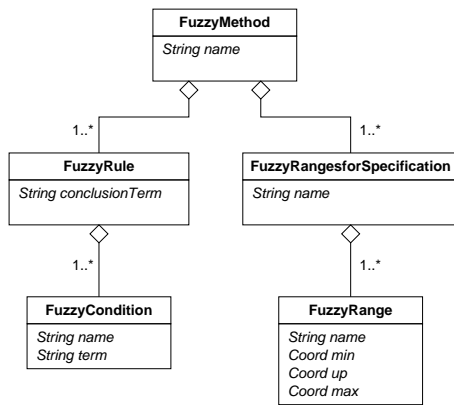 FuzzyMethod
String name
1..*
1..*
FuzzyRule
String conclusionTerm
FuzzyRangesforSpecification
String name
1..*
1..*
FuzzyCondition
String name
String term
FuzzyRange
String name
Coord min
Coord up
Coord max